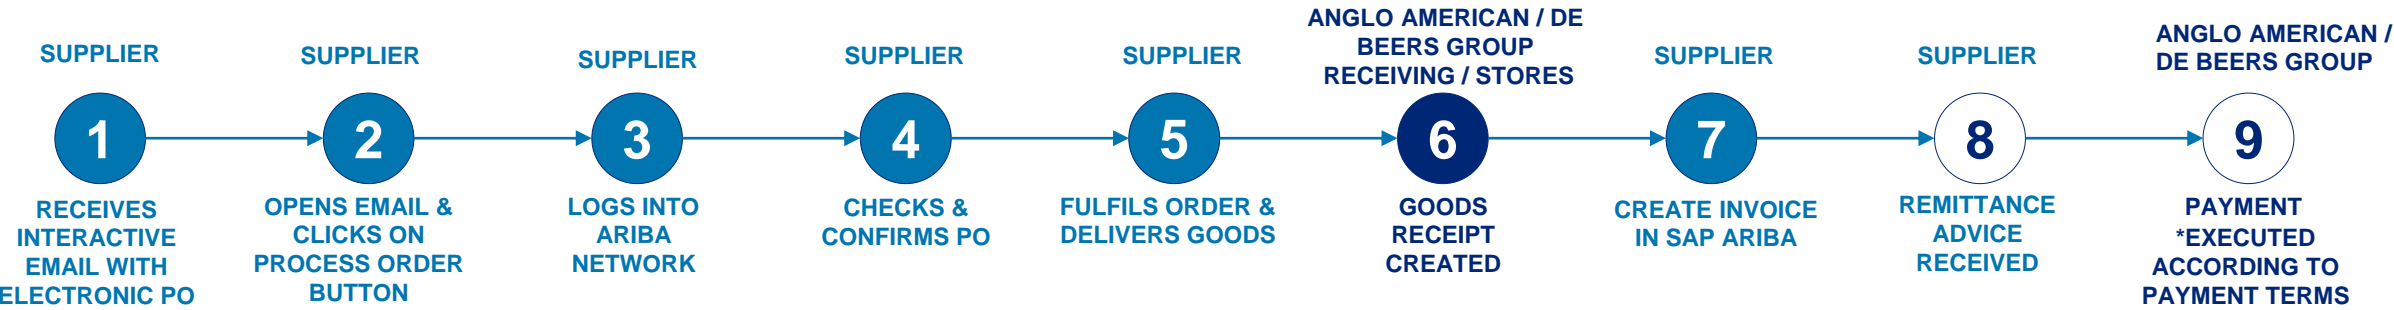 SUPPLIER
1
RECEIVES
INTERACTIVE
EMAIL WITH
ELECTRONIC PO
SUPPLIER
2
OPENS EMAIL &
CLICKS ON
PROCESS ORDER
BUTTON
SUPPLIER
3
LOGS INTO
ARIBA
NETWORK
SUPPLIER
4
CHECKS &
CONFIRMS PO
SUPPLIER
5
FULFILS ORDER &
DELIVERS GOODS
ANGLO AMERICAN / DE
BEERS GROUP
RECEIVING / STORES
6
GOODS
RECEIPT
CREATED
SUPPLIER
7
CREATE INVOICE
IN SAP ARIBA
SUPPLIER
8
REMITTANCE
ADVICE
RECEIVED
ANGLO AMERICAN /
DE BEERS GROUP
9
PAYMENT
*EXECUTED
ACCORDING TO
PAYMENT TERMS